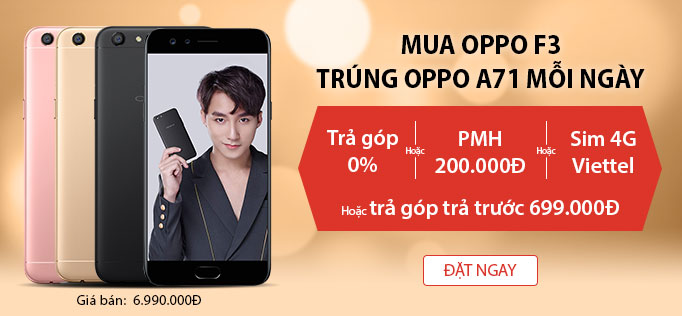 MUA OPPO F3
TRÚNG OPPO A71 MỖI NGÀY
Trả góp
0%
Hoặc
PMH
200.000Đ
Hoặc
Sim 4G
Viettel
Hoặc trả góp trả trước 699.000Đ
ĐẶT NGAY
Giá bán: 6.990.000Đ